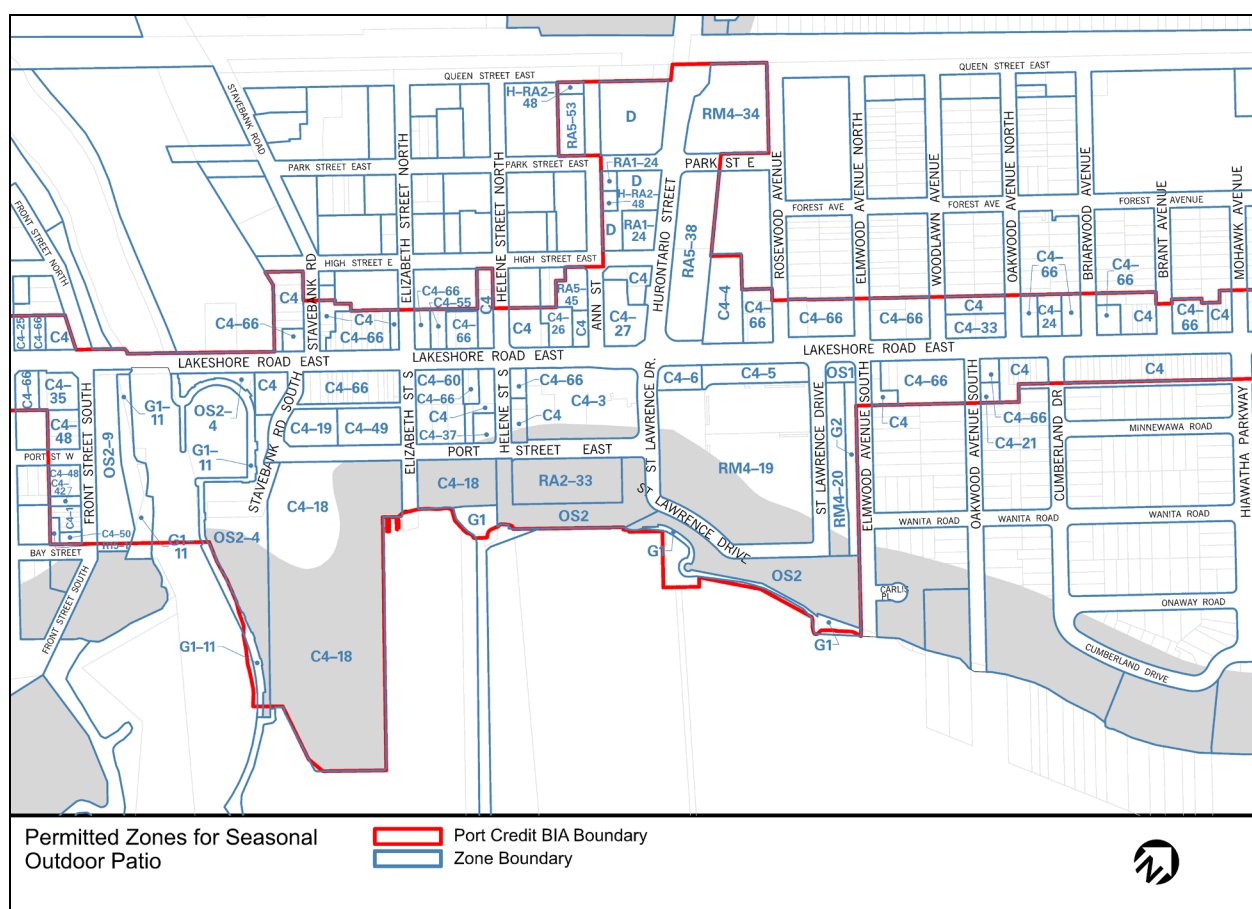 QUEEN STREET EAST
QUEEN STREET EAST
STAVEBANK ROAD
H-RA2-
48
RA5-53
D
RM4-34
PARK STREET EAST
PARK STREET EAST
RA1-24
PARK ST E
D
H-RA2-
48
D
RA1-
24
ELIZABETH STREET NORTH
HELENE STREET NORTH
HURONTARIO STREET
RA5-38
ROSEWOOD AVENUE
ELMWOOD AVENUE NORTH
WOODLAWN AVENUE
OAKWOOD AVENUE NORTH
BRIARWOOD AVENUE
BRANT AVENUE
MOHAWK AVENUE
FOREST AVE
FOREST AVE
FOREST AVENUE
FRONT STREET NORTH
STAVEBANK RD
HIGH STREET E
HIGH STREET EAST
ANN ST
C4-25
C4-66
C4
C4
C4-66
C4
C4-66
C4-66
C4-55
C4-
66
C4
C4
C4-
26
RA5-
45
C4
C4
C4-
27
C4-4
C4-
66
C4-66
C4-66
C4
C4-33
C4-
66
C4-
24
C4-
66
C4
C4-
66
C4
LAKESHORE ROAD EAST
LAKESHORE ROAD EAST
LAKESHORE ROAD EAST
C4-66
C4-
35
C4-
48
FRONT STREET SOUTH
OS2-9
G1-
11
OS2-
4
C4
G1-
11
STAVEBANK RD SOUTH
C4-66
C4-19
C4-49
ELIZABETH ST S
C4-60
C4-66
C4
C4-37
HELENE ST S
C4-66
C4-3
C4
ST LAWRENCE DR.
C4-6
C4-5
ST LAWRENCE DRIVE
OS1
G2
RM4-20
ELMWOOD AVENUE SOUTH
C4-66
C4
OAKWOOD AVENUE SOUTH
C4
C4-66
C4-21
CUMBERLAND DR
C4
MINNEWAWA ROAD
HIAWATHA PARKWAY
PORT ST W
PORT
STREET EAST
C4-48
C4-
427
C4-1
C4-50
BAY STREET
FRONT STREET SOUTH
G1-
11
OS2-4
C4-18
C4-18
RA2-33
RM4-19
G1
OS2
ST LAWRENCE DRIVE
G1
OS2
G1
WANITA ROAD
WANITA ROAD
WANITA ROAD
CARLIS
PL
ONAWAY ROAD
CUMBERLAND DRIVE
G1-11
C4-18
Permitted Zones for Seasonal
Outdoor Patio
Port Credit BIA Boundary
Zone Boundary